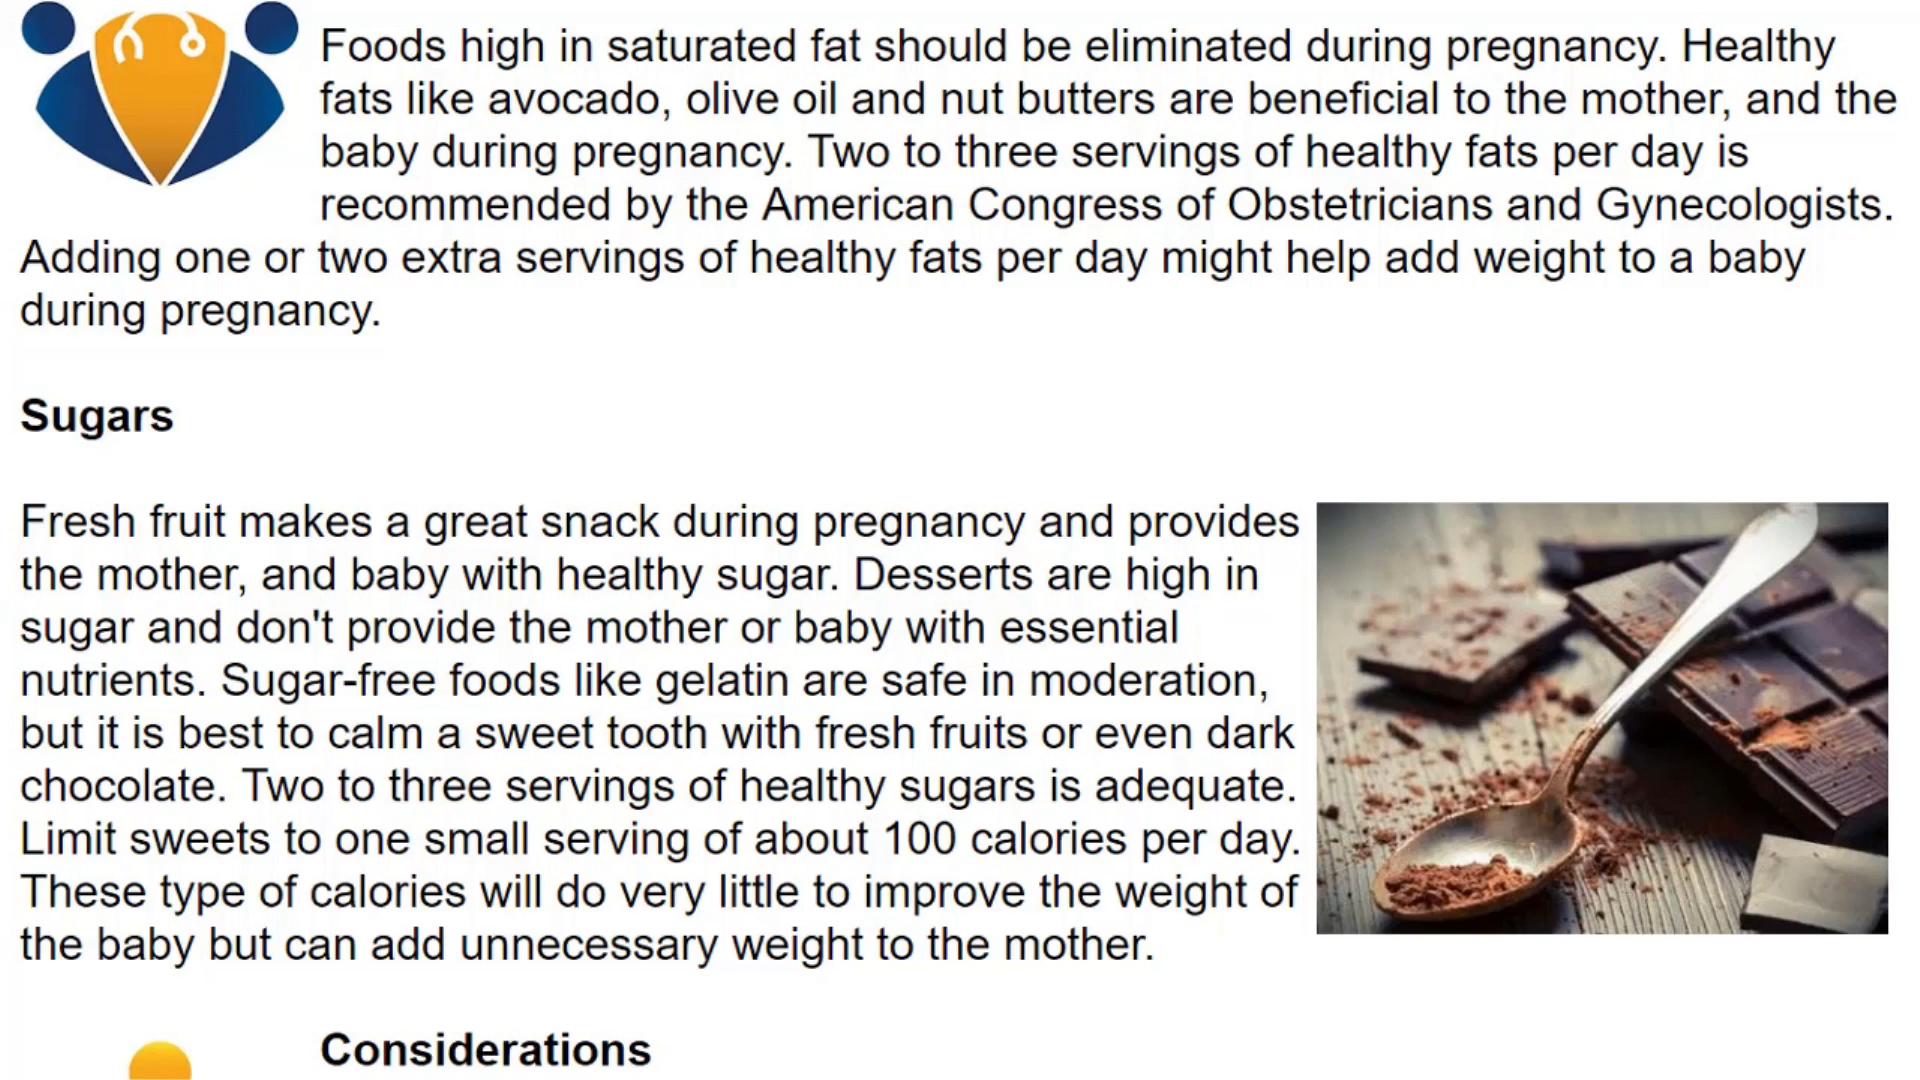 Foods high in saturated fat should be eliminated during pregnancy. Healthy
fats like avocado, olive oil and nut butters are beneficial to the mother, and the
baby during pregnancy. Two to three servings of healthy fats per day is
recommended by the American Congress of Obstetricians and Gynecologists.
Adding one or two extra servings of healthy fats per day might help add weight to a baby
during pregnancy.
Sugars
Fresh fruit makes a great snack during pregnancy and provides
the mother, and baby with healthy sugar. Desserts are high in
sugar and don't provide the mother or baby with essential
nutrients. Sugar-free foods like gelatin are safe in moderation,
but it is best to calm a sweet tooth with fresh fruits or even dark
chocolate. Two to three servings of healthy sugars is adequate.
Limit sweets to one small serving of about 100 calories per day.
These type of calories will do very little to improve the weight of
the baby but can add unnecessary weight to the mother.
Considerations